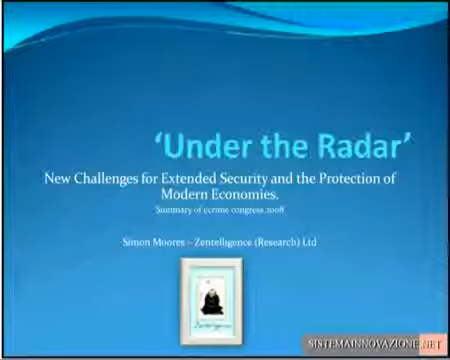 ‘Under the Radar’
New Challenges for Extended Security and the Protection of
Modern Economies.
Summary of ecrime congress 2008
Simon Moores – Zentelligence (Research) Ltd
Zentelligence
SISTEMAINNOVAZIONE.NET